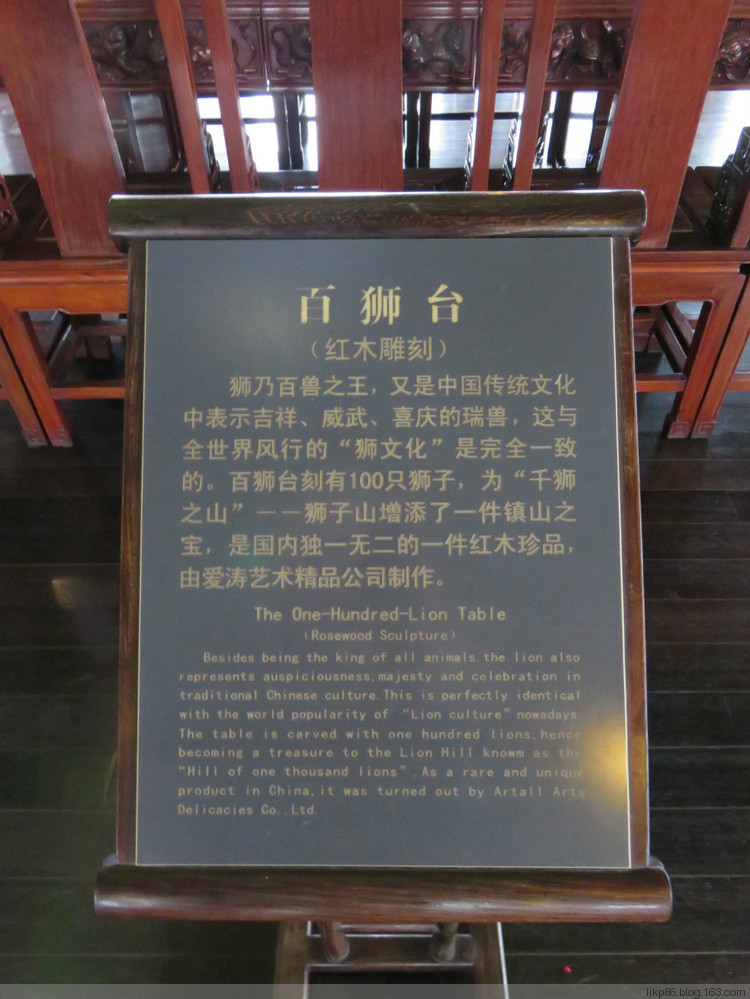 百狮台
（红木雕刻）
狮乃百兽之王，又是中国传统文化
中表示吉祥、威武、喜庆的瑞兽，这与
全世界风行的“狮文化”是完全一致
的。百狮台刻有100只狮子，为“千狮
之山”——狮子山增添了一件镇山之
宝，是国内独一无二的一件红木珍品，
由爱涛艺术精品公司制作。
The One-Hundred-Lion Table
(Rosewood Sculpture)
Besides being the king of all animals,the lion also
represents auspiciousness,majesty and celebration in
traditional Chinese culture.This is perfectly identical
with the world popularity of “Lion culture”nowadays.
The table is carved with one hundred lions,hence
becoming a treasure to the Lion Hill knowm as the
“Hill of one thousand lions”.As a rare and unique
product in China,it was turned out by Artall Arts
Delicacies Co.,Ltd.
likp86.blog.163.com